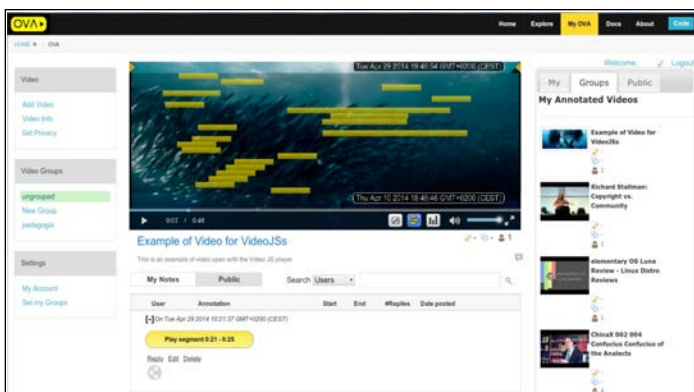 OVA
Home Explore My OVA Docs About Code
HOME OVA
Welcome, Logout
Video
Add Video
Video Info
Set Privacy
Video Groups
ungrouped
New Group
pedagogia
Settings
My Account
Set my Groups
Tue Apr 29 2014 18:46:54 GMT+0200 (CEST)
Thu Apr 10 2014 18:46:46 GMT+0200 (CEST)
0:07 / 0:46
Example of Video for VideoJSs
1
This is an example of video open with the Video JS player
My Notes Public Search Users
User Annotation Start End #Replies Date posted
[-] On Tue Apr 29 2014 10:21:37 GMT+0200 (CEST)
Play segment 0:21 - 0:25
Reply Edit Delete
My Groups Public
My Annotated Videos
Example of Video for
VideoJSs
1
Richard Stallman:
Copyright vs.
Community
elementary OS Luna
Review - Linux Distro
Reviews
1
ChinaX 002 004
Confucius Confucius of
the Analects